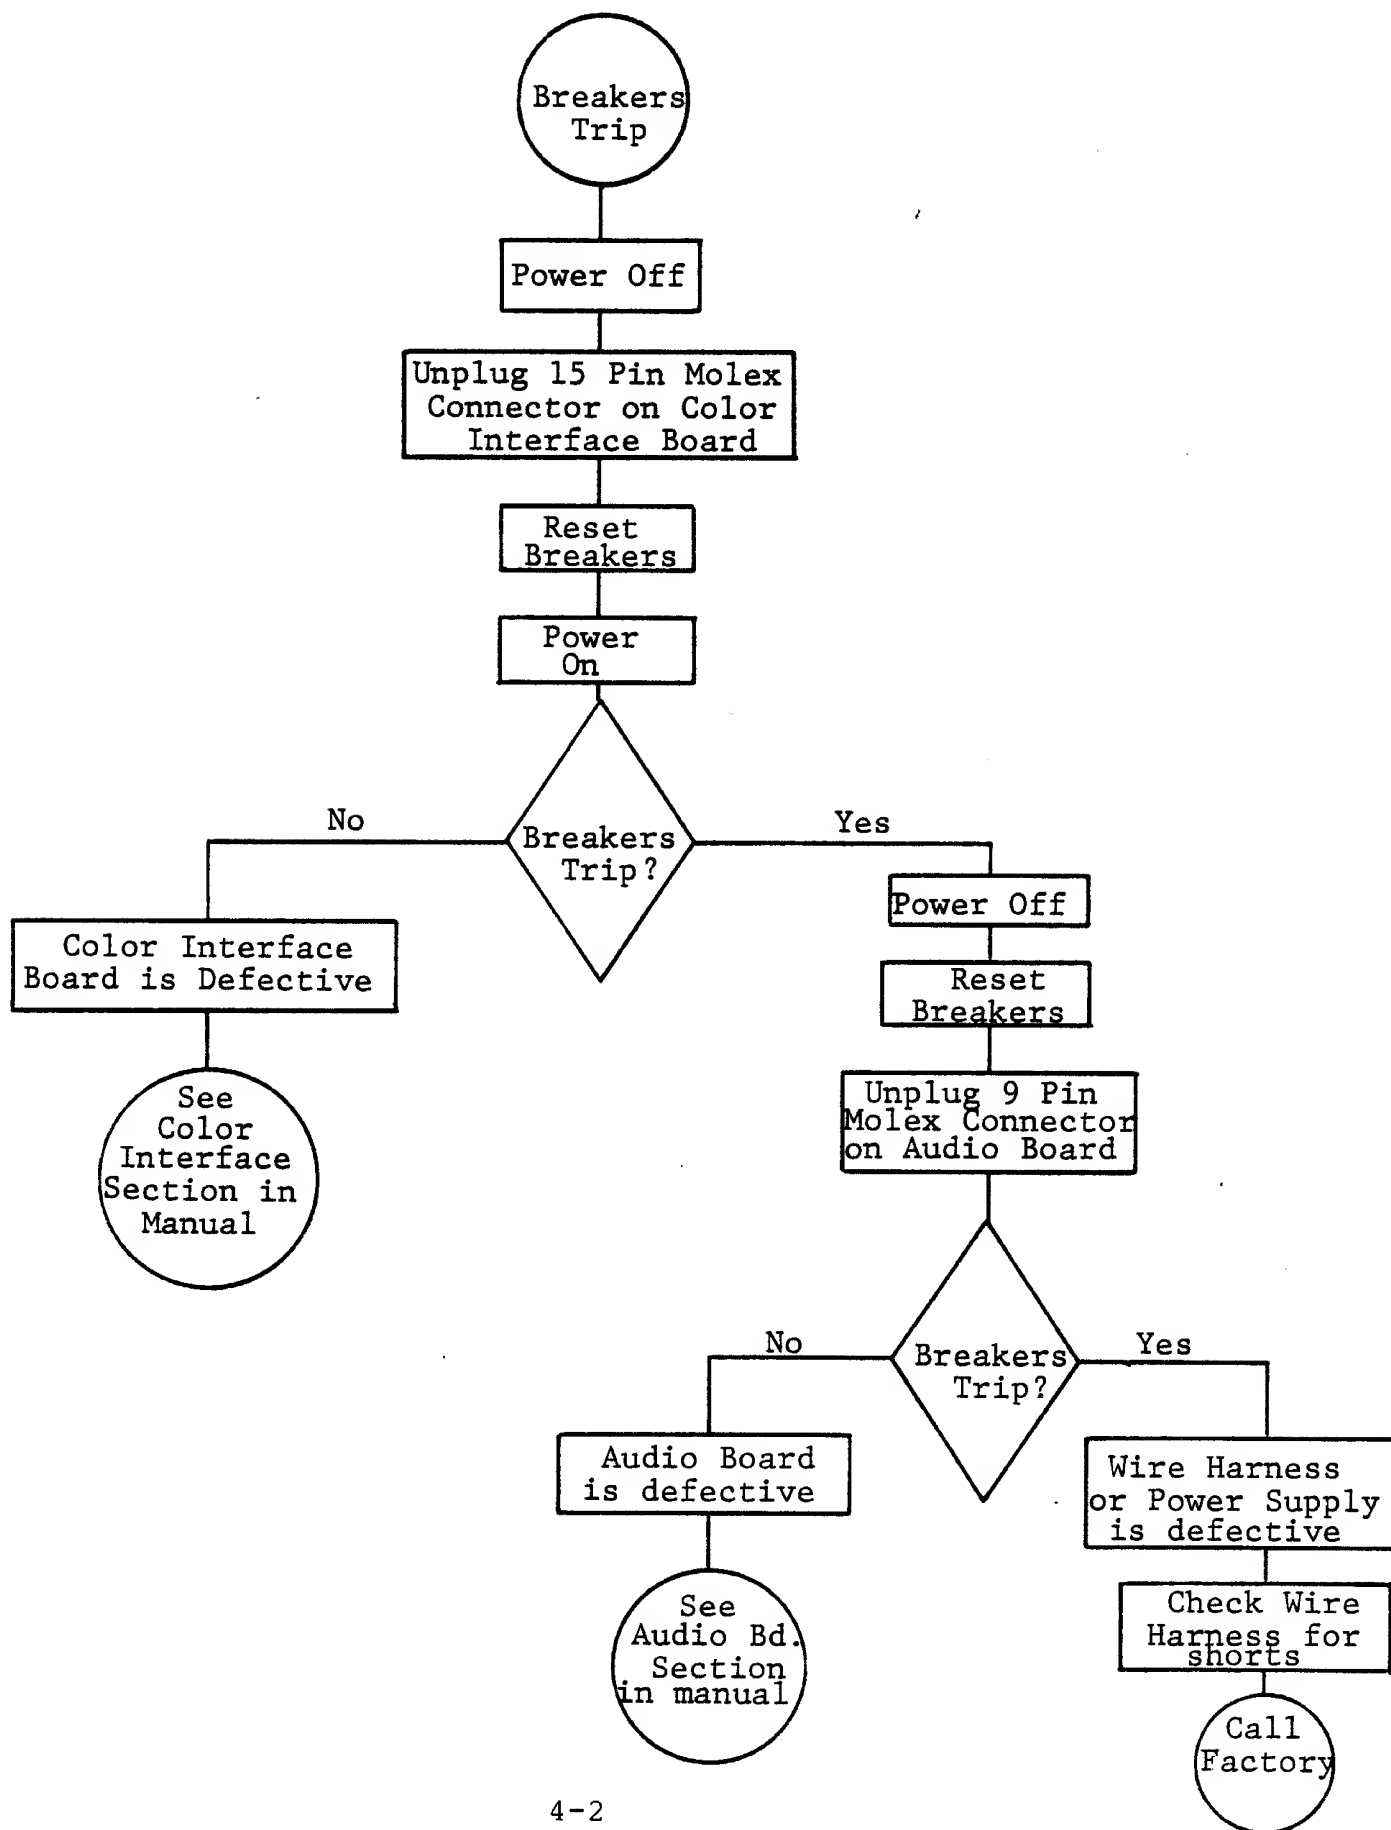 Breakers
Trip
Power Off
Unplug 15 Pin Molex
Connector on Color
Interface Board
Reset
Breakers
Power
On
Breakers
Trip?
No
Yes
Color Interface
Board is Defective
See
Color
Interface
Section in
Manual
Power Off
Reset
Breakers
Unplug 9 Pin
Molex Connector
on Audio Board
Breakers
Trip?
No
Yes
Audio Board
is defective
See
Audio Bd.
Section
in manual
Wire Harness
or Power Supply
is defective
Check Wire
Harness for
shorts
Call
Factory
4-2